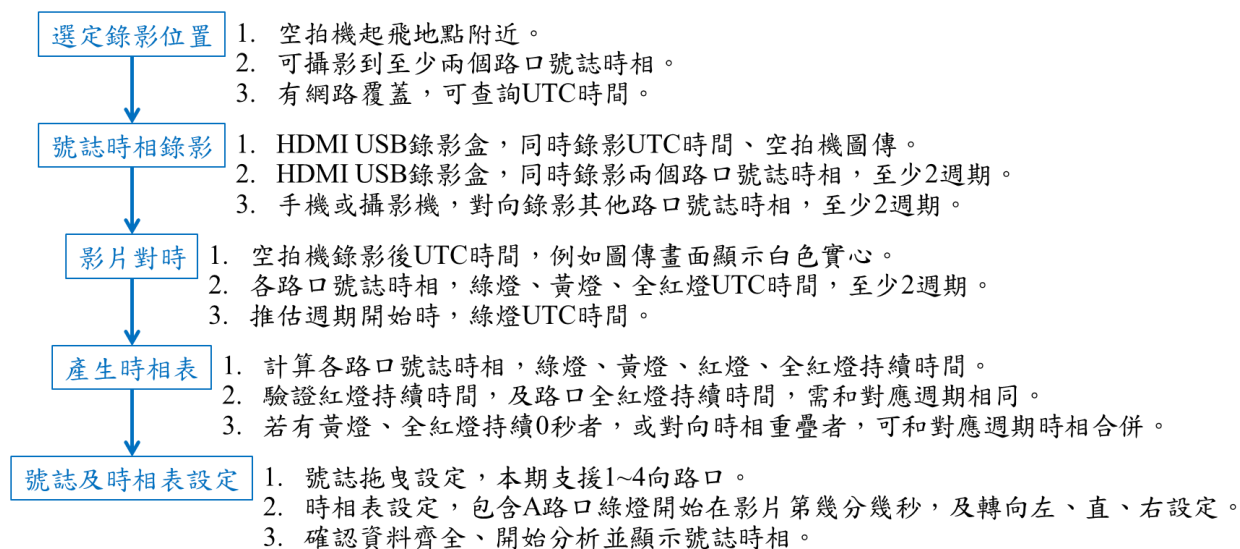 選定錄影位置
1. 空拍機起飛地點附近。
2. 可攝影到至少兩個路口號誌時相。
3. 有網路覆蓋，可查詢UTC時間。
號誌時相錄影
1. HDMI USB錄影盒，同時錄影UTC時間、空拍機圖傳。
2. HDMI USB錄影盒，同時錄影兩個路口號誌時相，至少2週期。
3. 手機或攝影機，對向錄影其他路口號誌時相，至少2週期。
影片對時
1. 空拍機錄影後UTC時間，例如圖傳畫面顯示白色實心。
2. 各路口號誌時相，綠燈、黃燈、全紅燈UTC時間，至少2週期。
3. 推估週期開始時，綠燈UTC時間。
產生時相表
1. 計算各路口號誌時相，綠燈、黃燈、紅燈、全紅燈持續時間。
2. 驗證紅燈持續時間，及路口全紅燈持續時間，需和對應週期相同。
3. 若有黃燈、全紅燈持續0秒者，或對向時相重疊者，可和對應週期時相合併。
號誌及時相表設定
1. 號誌拖曳設定，本期支援1~4向路口。
2. 時相表設定，包含A路口綠燈開始在影片第幾分幾秒，及轉向左、直、右設定。
3. 確認資料齊全、開始分析並顯示號誌時相。